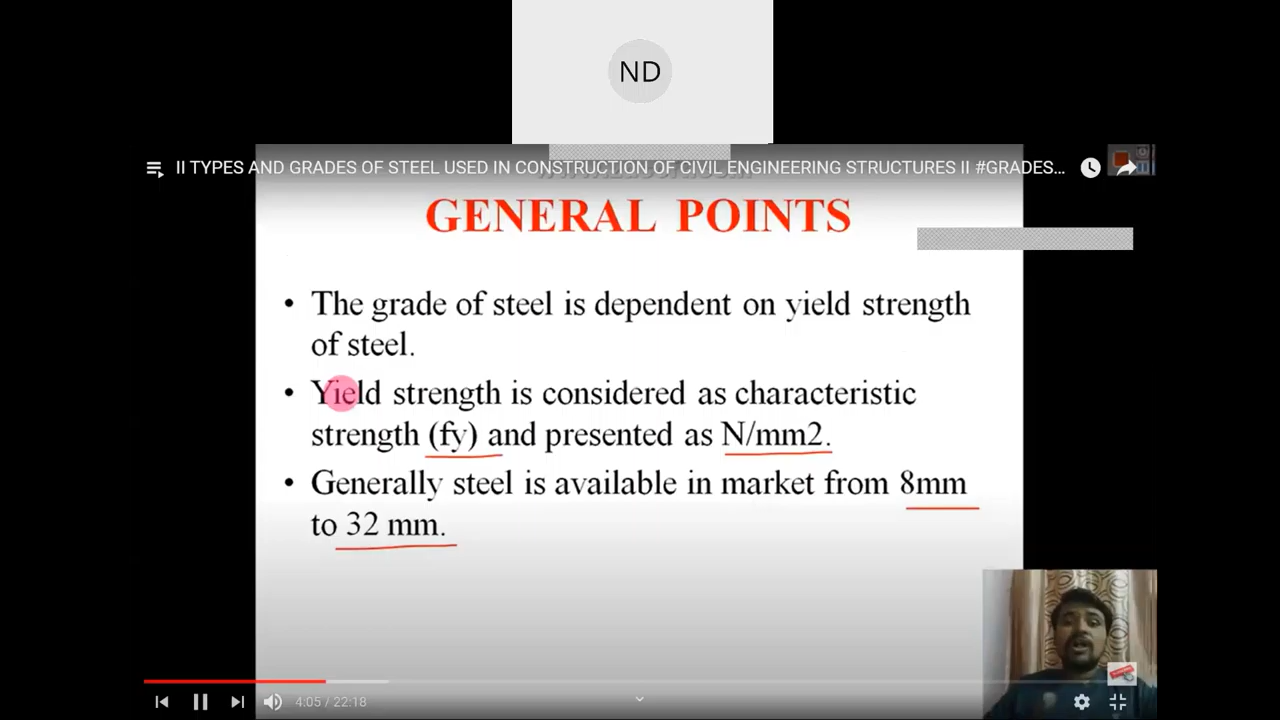 ND
II TYPES AND GRADES OF STEEL USED IN CONSTRUCTION OF CIVIL ENGINEERING STRUCTURES II #GRADES...
GENERAL POINTS
• The grade of steel is dependent on yield strength
of steel.
• Yield strength is considered as characteristic
strength (fy) and presented as N/mm2.
• Generally steel is available in market from 8mm
to 32 mm.
4:05 / 22:18